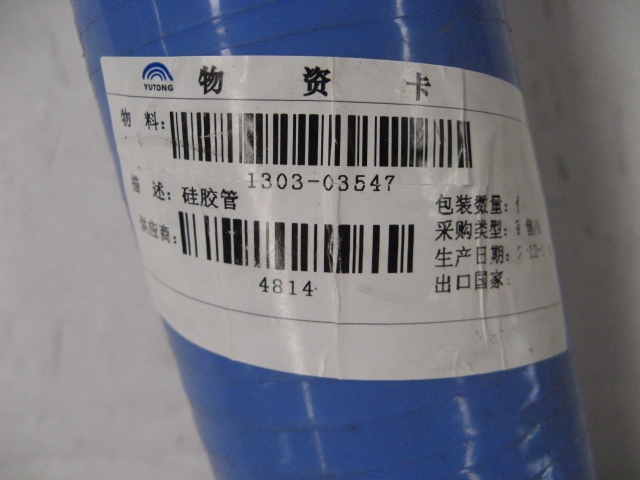 YUTONG
物资卡
物料:
1303-03547
描述: 硅胶管
供应商:
4814
包装数量:
采购类型:
生产日期:
出口国家: